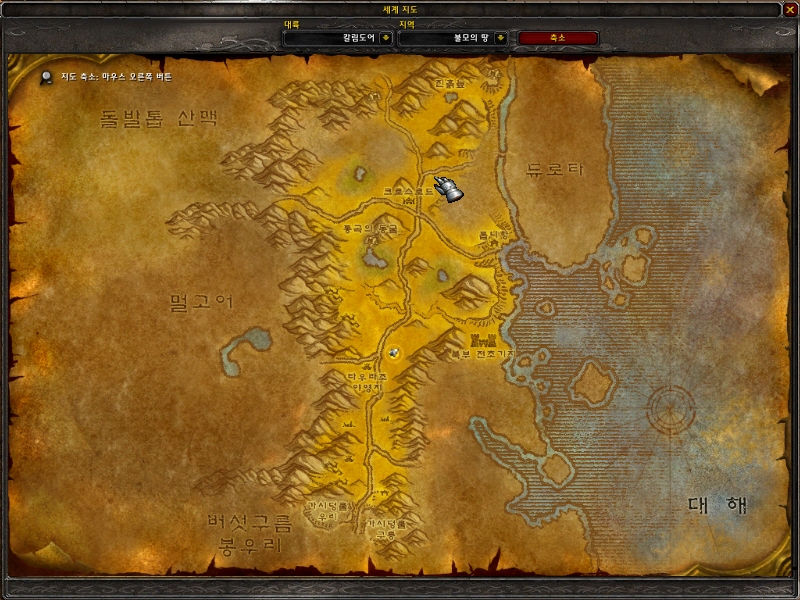 세계 지도
대륙 지역
칼림도어 불모의 땅 축소
지도 축소: 마우스 오른쪽 버튼
진흙늪
돌발톱 산맥
듀로타
크로스로드
통곡의 동굴
톱니항
멀고어
북부 전초기지
타우라조
야영지
대 해
가시덩굴
우리
버섯구름
봉우리
가시덩굴
구릉